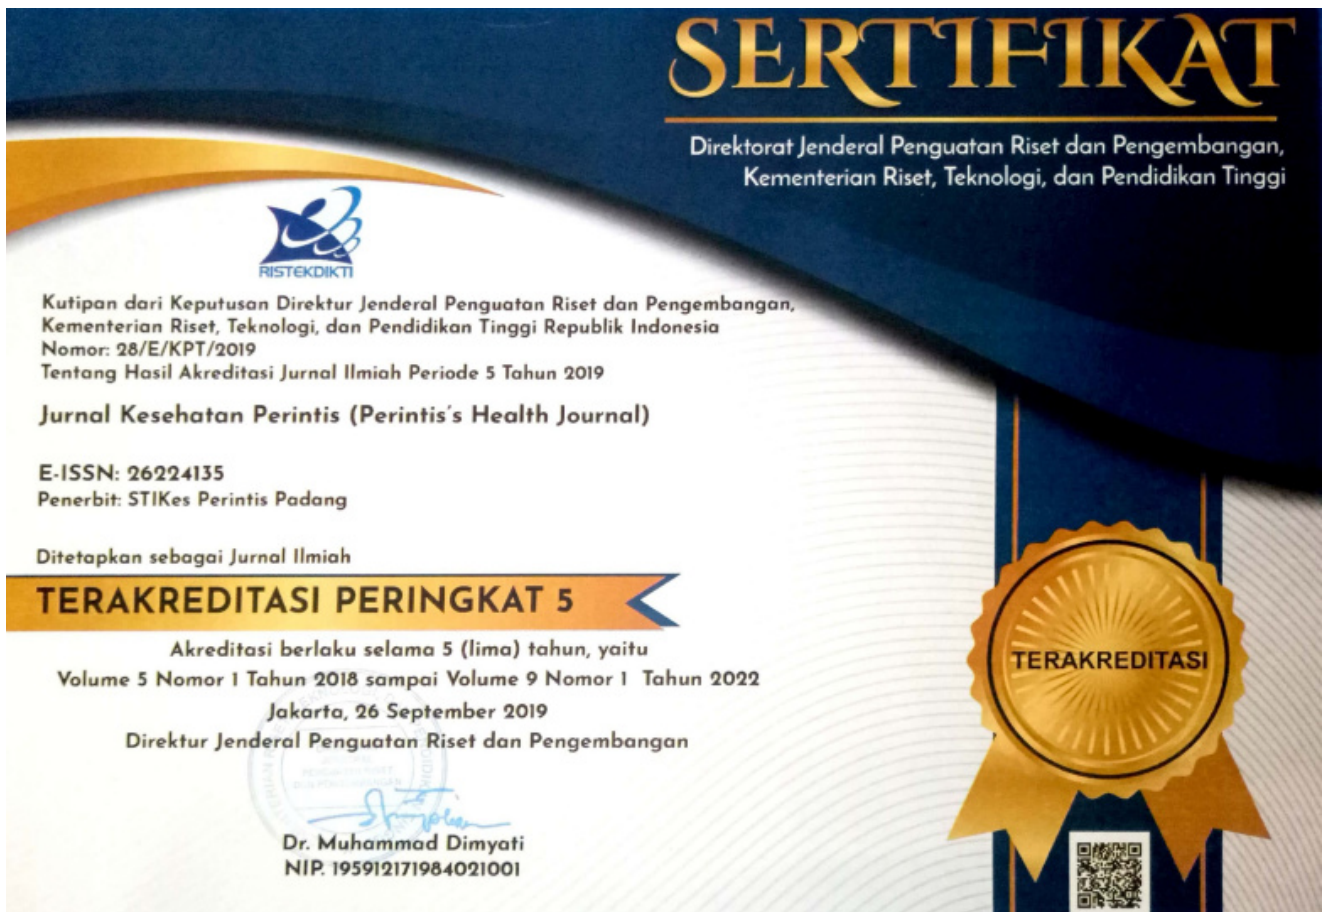 SERTIFIKAT
Direktorat Jenderal Penguatan Riset dan Pengembangan,
Kementerian Riset, Teknologi, dan Pendidikan Tinggi
RISTEKDIKTI
Kutipan dari Keputusan Direktur Jenderal Penguatan Riset dan Pengembangan,
Kementerian Riset, Teknologi, dan Pendidikan Tinggi Republik Indonesia
Nomor: 28/E/KPT/2019
Tentang Hasil Akreditasi Jurnal Ilmiah Periode 5 Tahun 2019
Jurnal Kesehatan Perintis (Perintis's Health Journal)
E-ISSN: 26224135
Penerbit: STIKes Perintis Padang
Ditetapkan sebagai Jurnal Ilmiah
TERAKREDITASI PERINGKAT 5
Akreditasi berlaku selama 5 (lima) tahun, yaitu
Volume 5 Nomor 1 Tahun 2018 sampai Volume 9 Nomor 1 Tahun 2022
Jakarta, 26 September 2019
Direktur Jenderal Penguatan Riset dan Pengembangan
Dr. Muhammad Dimyati
NIP. 195912171984021001
TERAKREDITASI